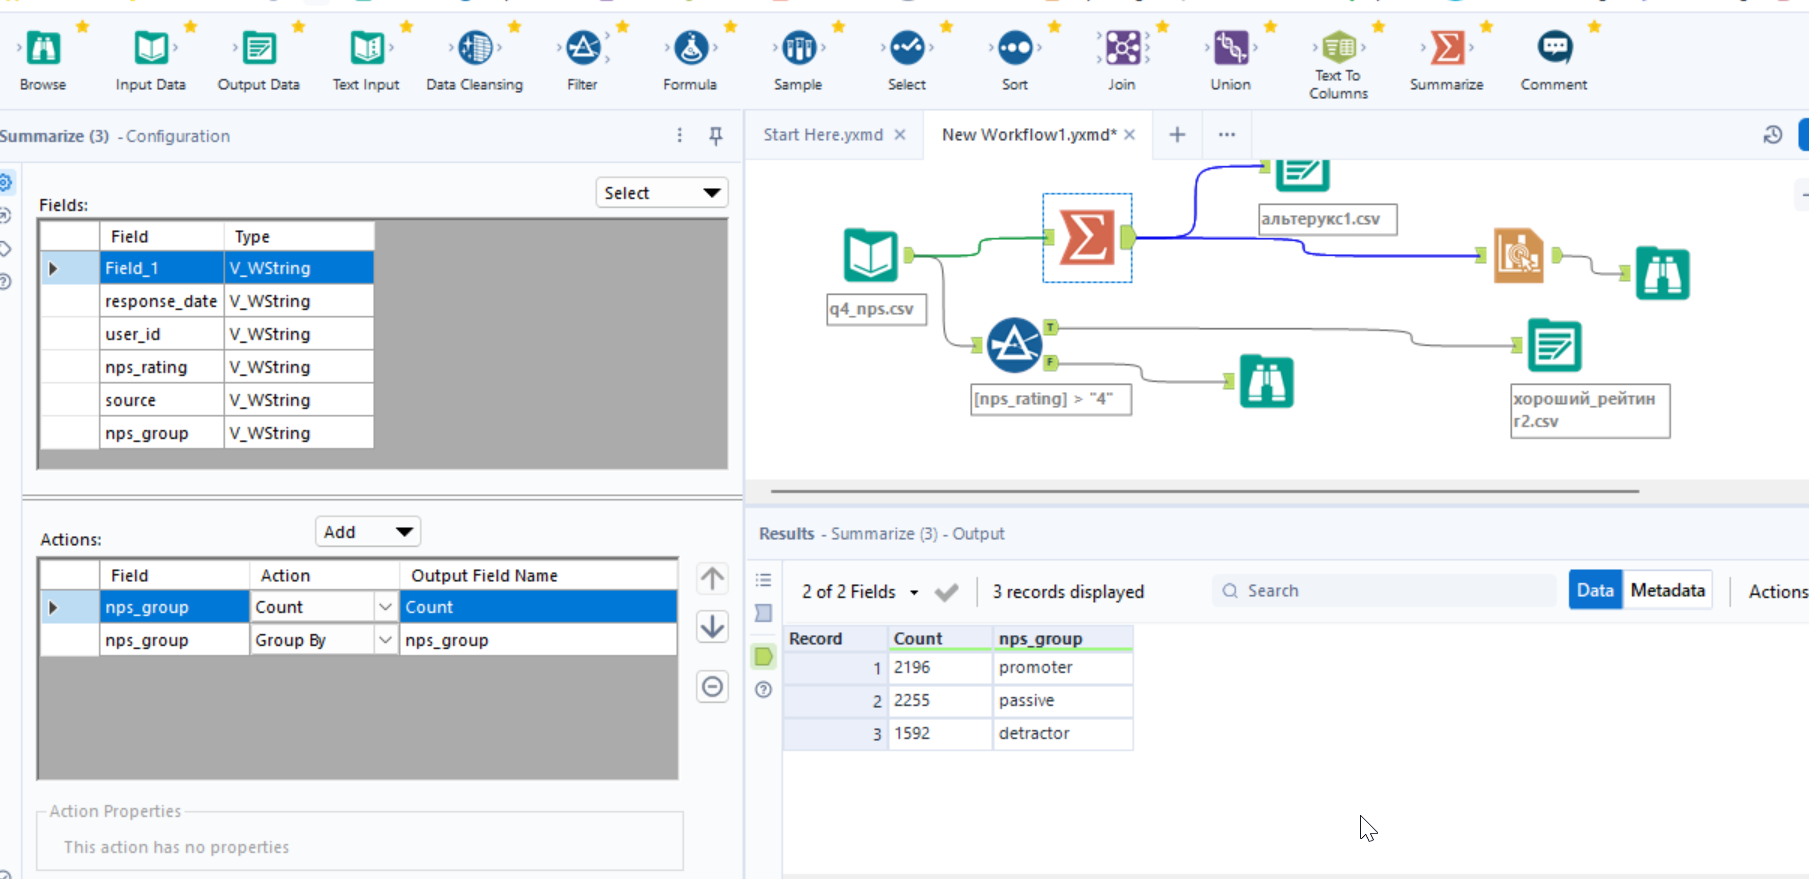 Browse
Input Data
Output Data
Text Input
Data Cleansing
Filter
Formula
Sample
Select
Sort
Join
Union
Text To
Columns
Summarize
Comment
Summarize (3) - Configuration
Start Here.yxmd
New Workflow1.yxmd*
Select
Fields:
Field Type
Field_1 V_WString
response_date V_WString
user_id V_WString
nps_rating V_WString
source V_WString
nps_group V_WString
Add
Actions:
Field Action Output Field Name
nps_group Count Count
nps_group Group By nps_group
Action Properties
This action has no properties
альтерукс1.csv
q4_nps.csv
T
F
[nps_rating] > "4"
хороший_рейтин
г2.csv
Results - Summarize (3) - Output
2 of 2 Fields
3 records displayed
Search
Data
Metadata
Actions
Record Count nps_group
1 2196 promoter
2 2255 passive
3 1592 detractor